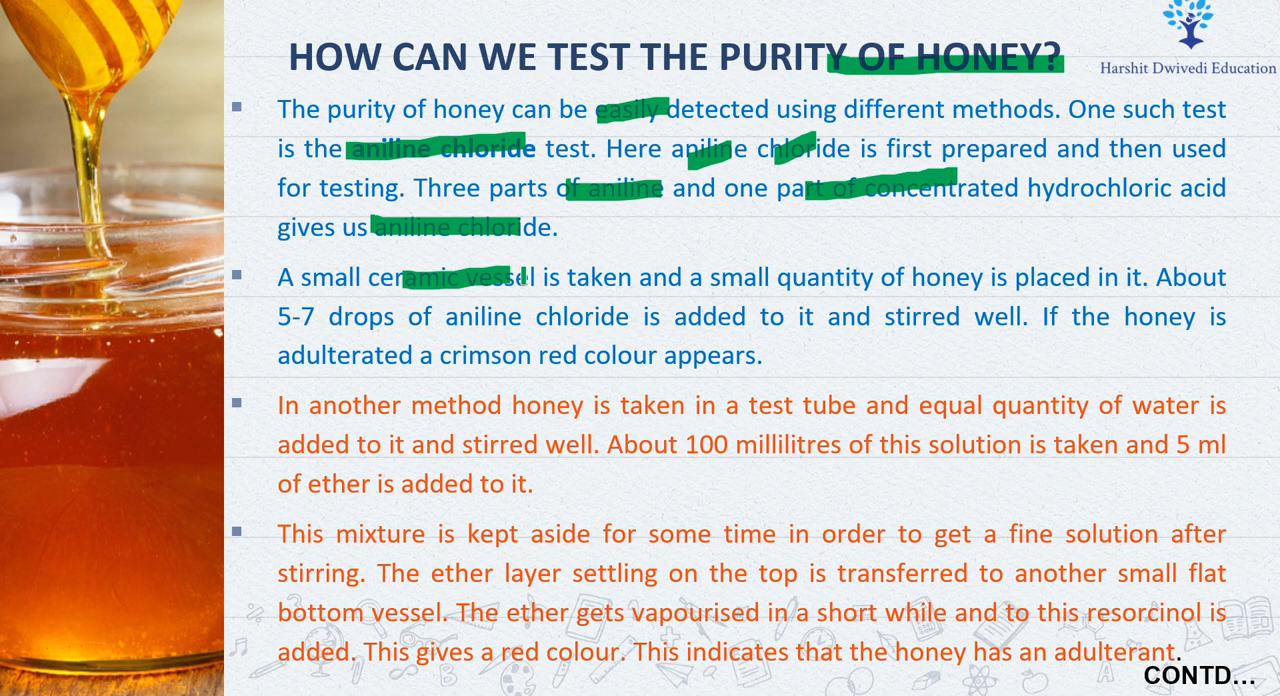 HOW CAN WE TEST THE PURITY OF HONEY?
Harshit Dwivedi Education
▪ The purity of honey can be easily detected using different methods. One such test
is the aniline chloride test. Here aniline chloride is first prepared and then used
for testing. Three parts of aniline and one part of concentrated hydrochloric acid
gives us aniline chloride.
▪ A small ceramic vessel is taken and a small quantity of honey is placed in it. About
5-7 drops of aniline chloride is added to it and stirred well. If the honey is
adulterated a crimson red colour appears.
▪ In another method honey is taken in a test tube and equal quantity of water is
added to it and stirred well. About 100 millilitres of this solution is taken and 5 ml
of ether is added to it.
▪ This mixture is kept aside for some time in order to get a fine solution after
stirring. The ether layer settling on the top is transferred to another small flat
bottom vessel. The ether gets vapourised in a short while and to this resorcinol is
added. This gives a red colour. This indicates that the honey has an adulterant.
CONTD...